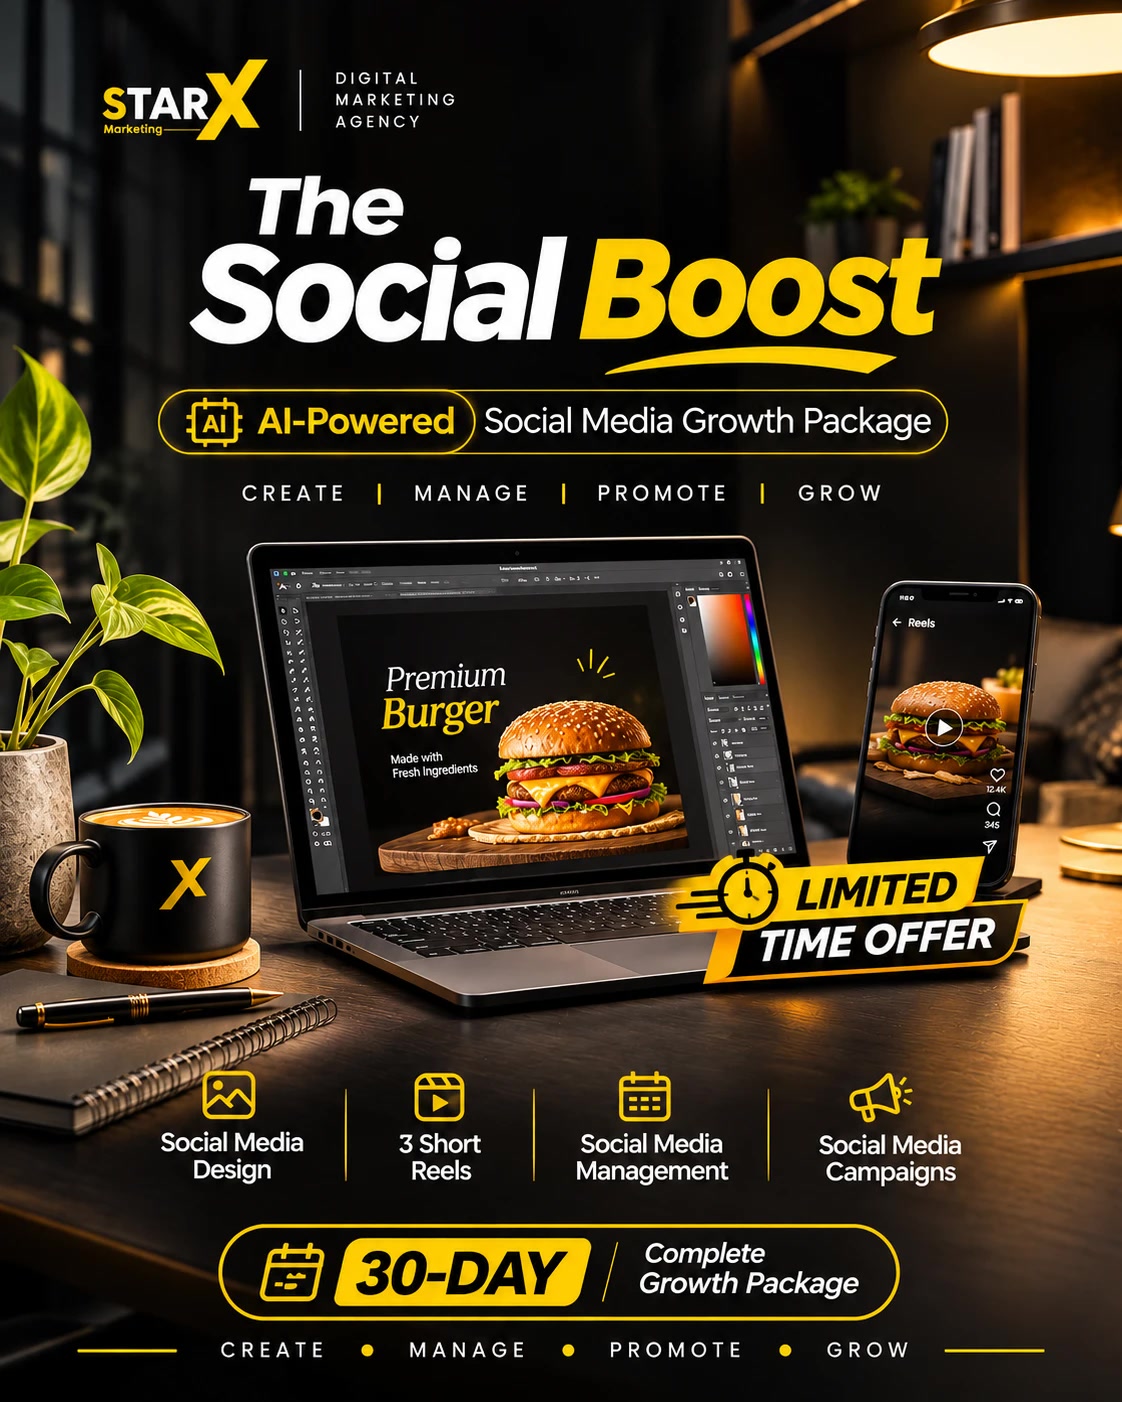 STARX
Marketing
DIGITAL
MARKETING
AGENCY
The
Social Boost
AI AI-Powered Social Media Growth Package
CREATE | MANAGE | PROMOTE | GROW
Premium
Burger
Made with
Fresh Ingredients
← Reels
12.4K
345
X
LIMITED
TIME OFFER
Social Media
Design
3 Short
Reels
Social Media
Management
Social Media
Campaigns
30-DAY
Complete
Growth Package
CREATE • MANAGE • PROMOTE • GROW